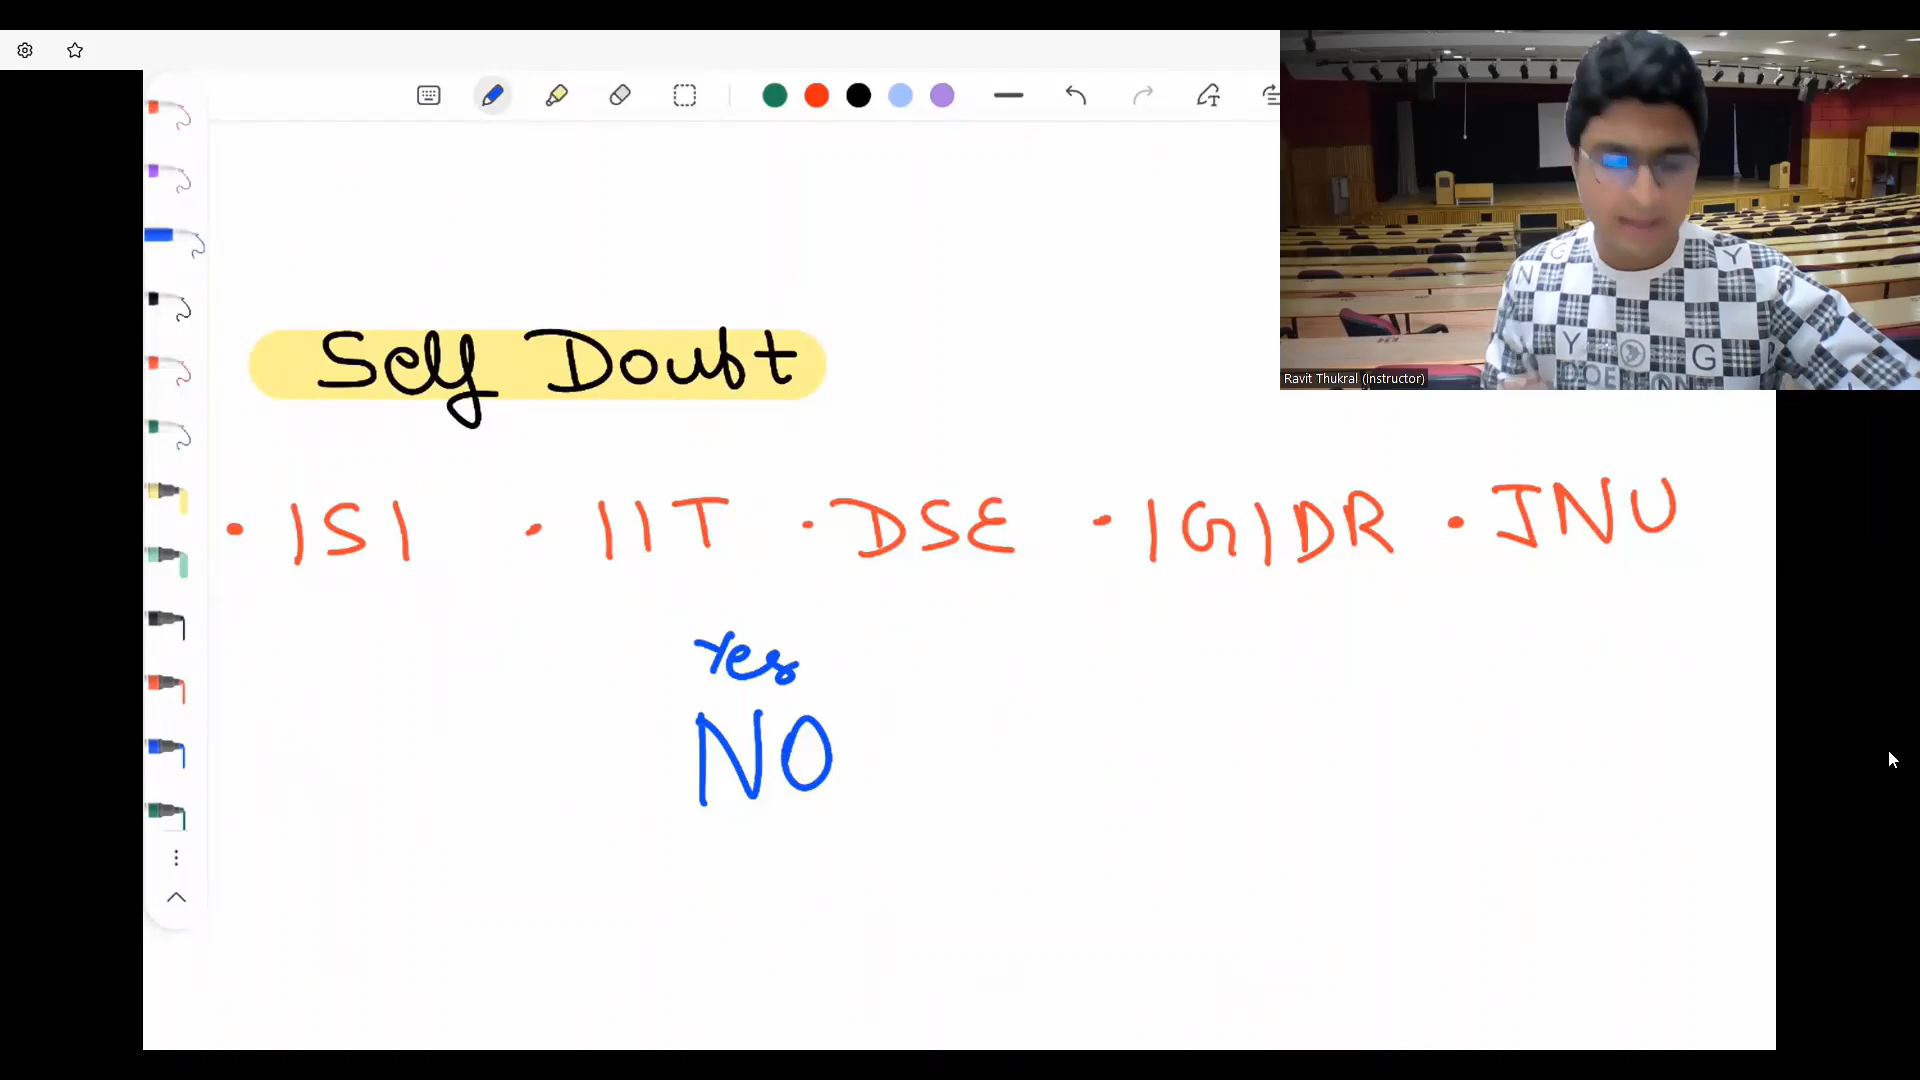 Ravit Thukral (Instructor)
Self Doubt
• ISI • IIT • DSE • IGIDR • JNU
Yes
NO